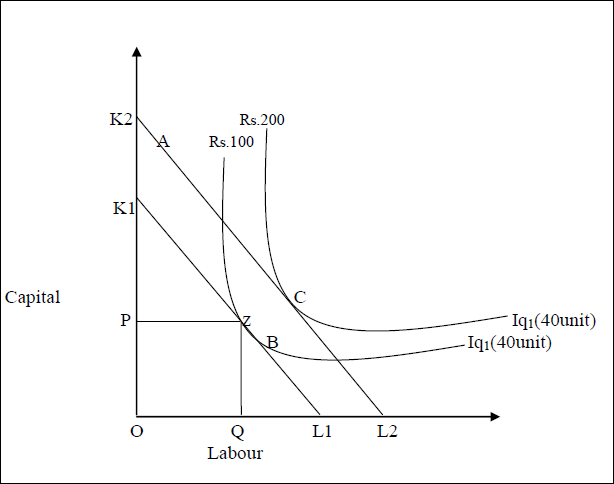 Rs.200
K2
A
Rs.100
K1
Capital
C
P
Z
Iq1(40unit)
B
Iq1(40unit)
O
Q
L1
L2
Labour